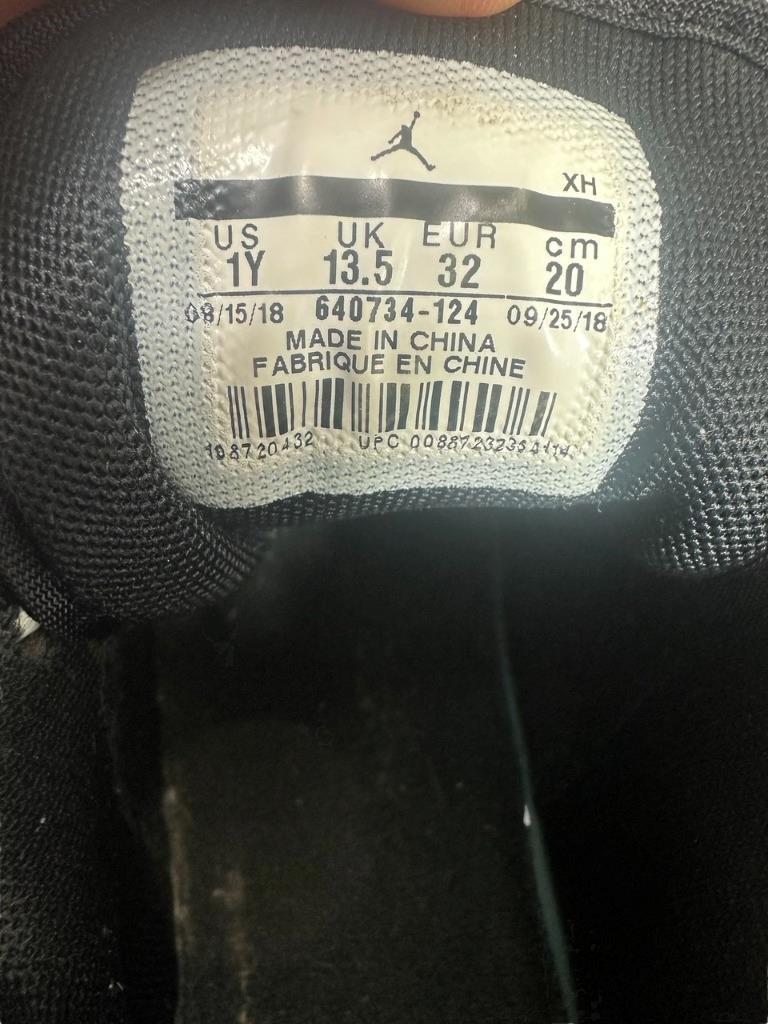 XH
US UK EUR cm
1Y 13.5 32 20
08/15/18 640734-124 09/25/18
MADE IN CHINA
FABRIQUE EN CHINE
UPC